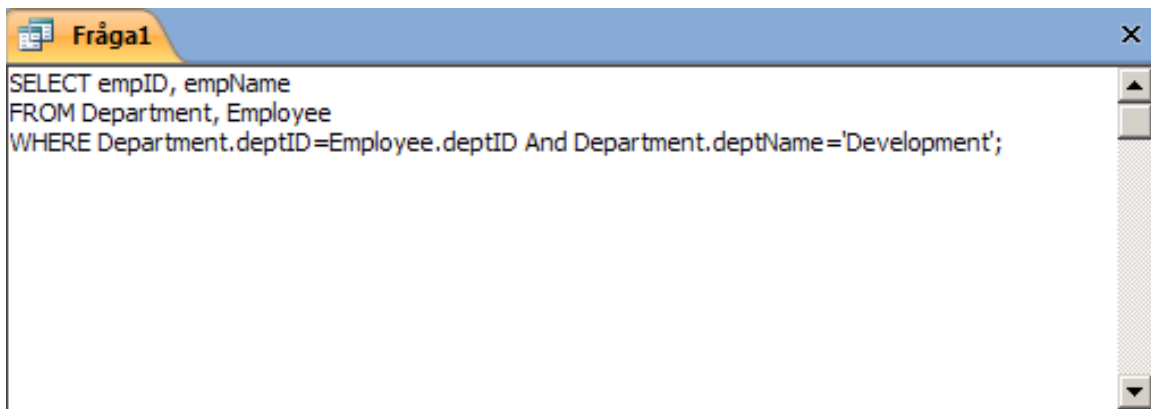 Fråga1
SELECT empID, empName
FROM Department, Employee
WHERE Department.deptID=Employee.deptID And Department.deptName='Development';